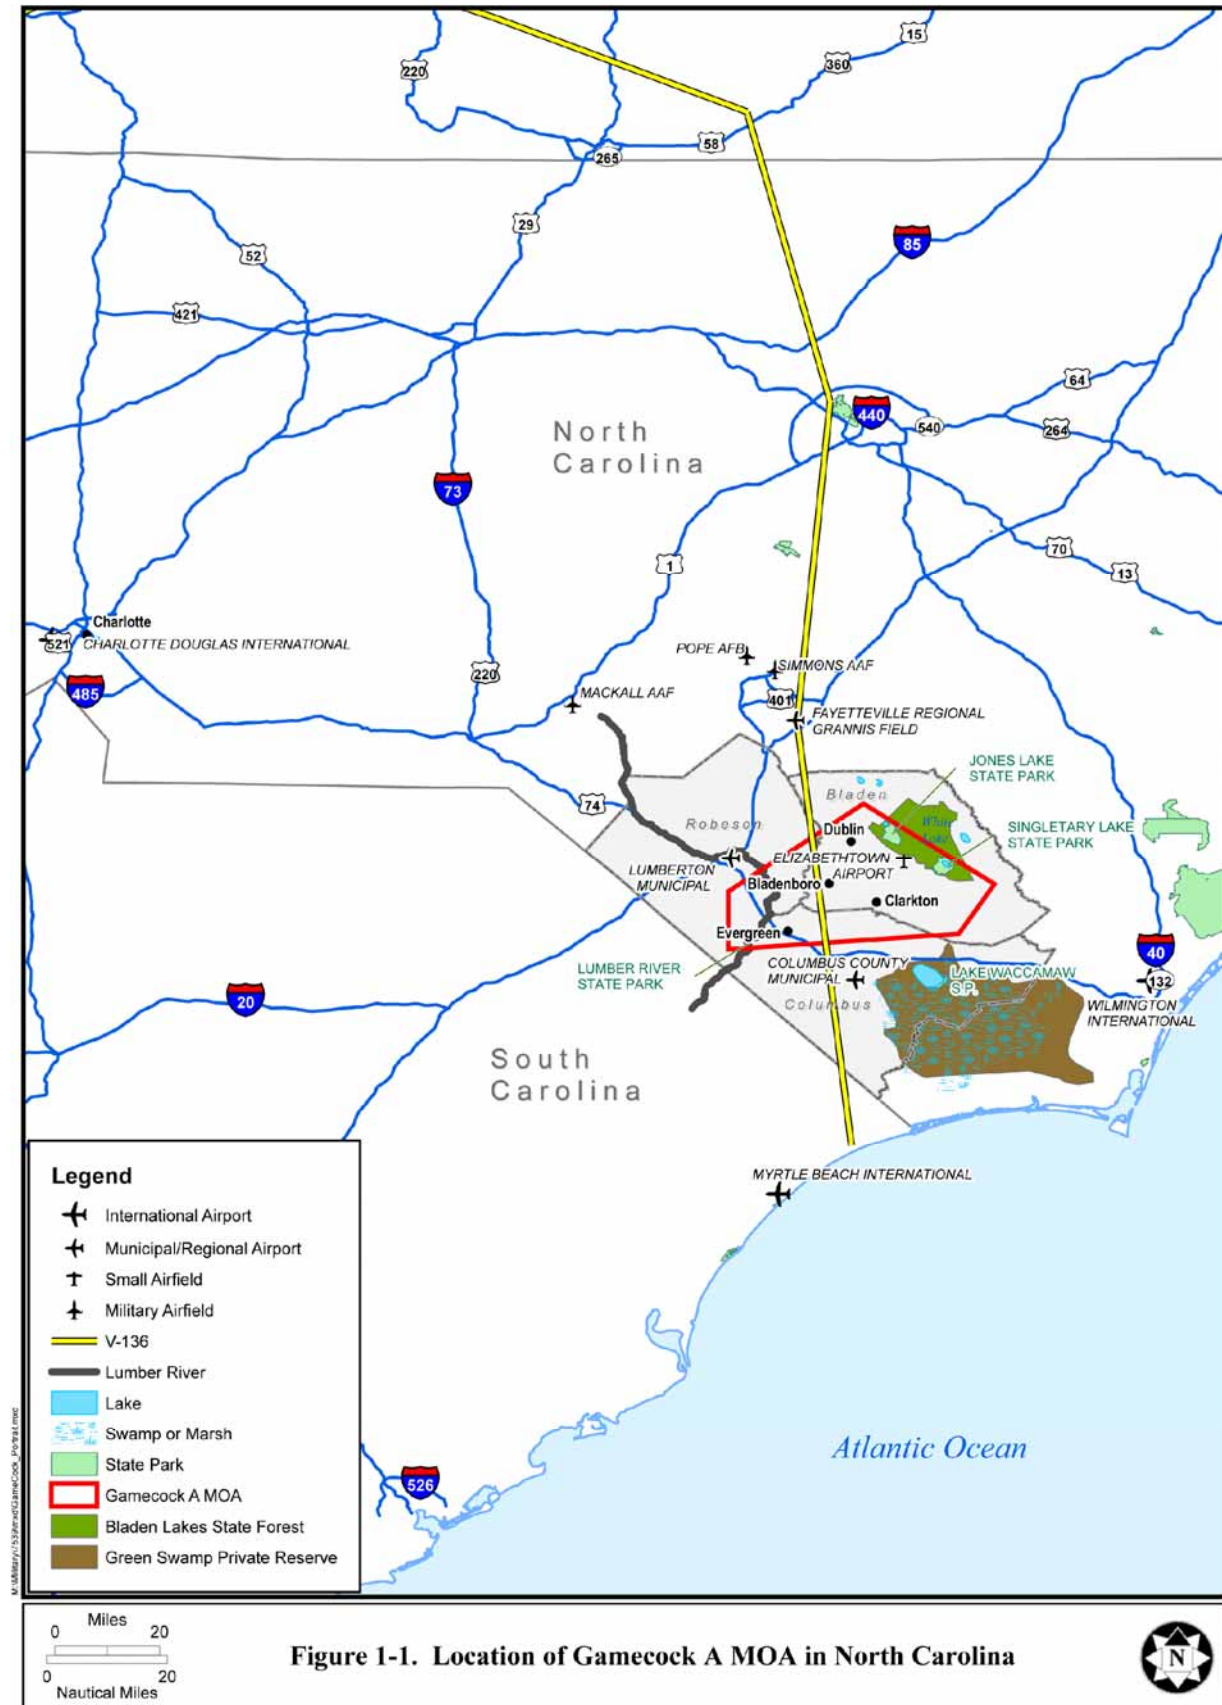 15
220
360
58
265
29
85
52
421
64
440
540
264
North
Carolina
73
1
70
13
Charlotte
521
CHARLOTTE DOUGLAS INTERNATIONAL
POPE AFB
SIMMONS AAF
220
485
MACKALL AAF
401
FAYETTEVILLE REGIONAL
GRANNIS FIELD
JONES LAKE
STATE PARK
74
Bladen
Robeson
White
Lake
Dublin
SINGLETARY LAKE
STATE PARK
LUMBERTON
MUNICIPAL
ELIZABETHTOWN
AIRPORT
Bladenboro
Clarkton
Evergreen
40
LUMBER RIVER
STATE PARK
COLUMBUS COUNTY
MUNICIPAL
LAKE WACCAMAW
S.P.
132
WILMINGTON
INTERNATIONAL
20
Columbus
South
Carolina
MYRTLE BEACH INTERNATIONAL
Legend
International Airport
Municipal/Regional Airport
Small Airfield
Military Airfield
V-136
Lumber River
Lake
Swamp or Marsh
State Park
Gamecock A MOA
Bladen Lakes State Forest
Green Swamp Private Reserve
526
Atlantic Ocean
Miles
0 20
0 20
Nautical Miles
Figure 1-1. Location of Gamecock A MOA in North Carolina
N